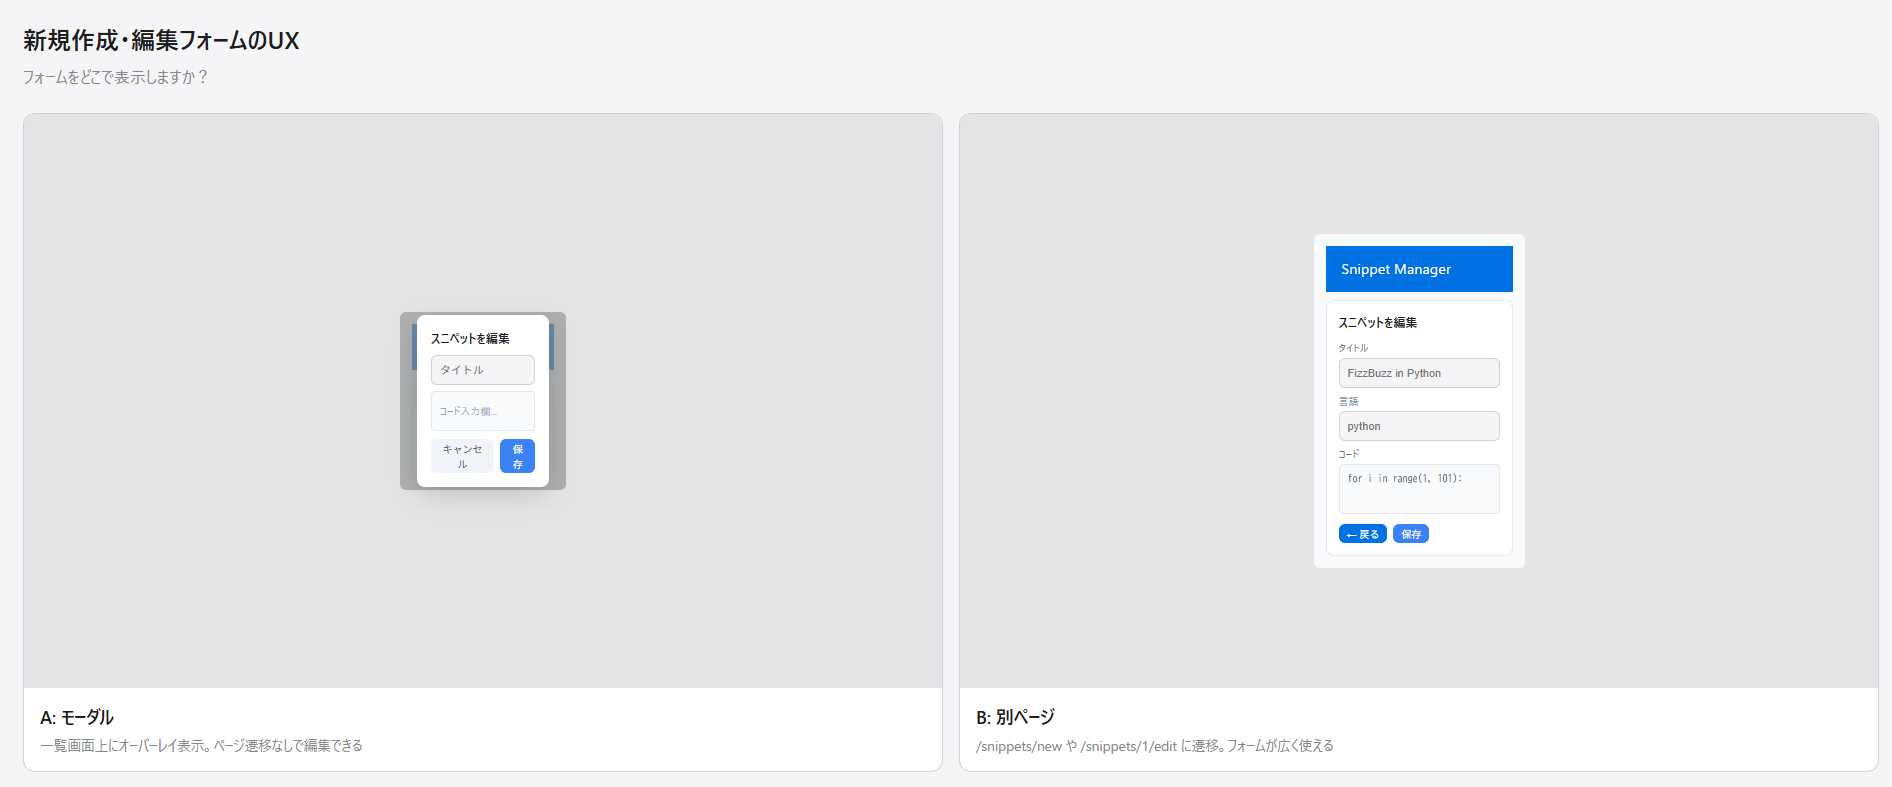 新規作成・編集フォームのUX
フォームをどこで表示しますか？
スニペットを編集
タイトル
コード入力欄...
キャンセ
ル
保
存
A: モーダル
一覧画面上にオーバーレイ表示。ページ遷移なしで編集できる
Snippet Manager
スニペットを編集
タイトル
FizzBuzz in Python
言語
python
コード
for i in range(1, 101):
← 戻る
保存
B: 別ページ
/snippets/new や /snippets/1/edit に遷移。フォームが広く使える